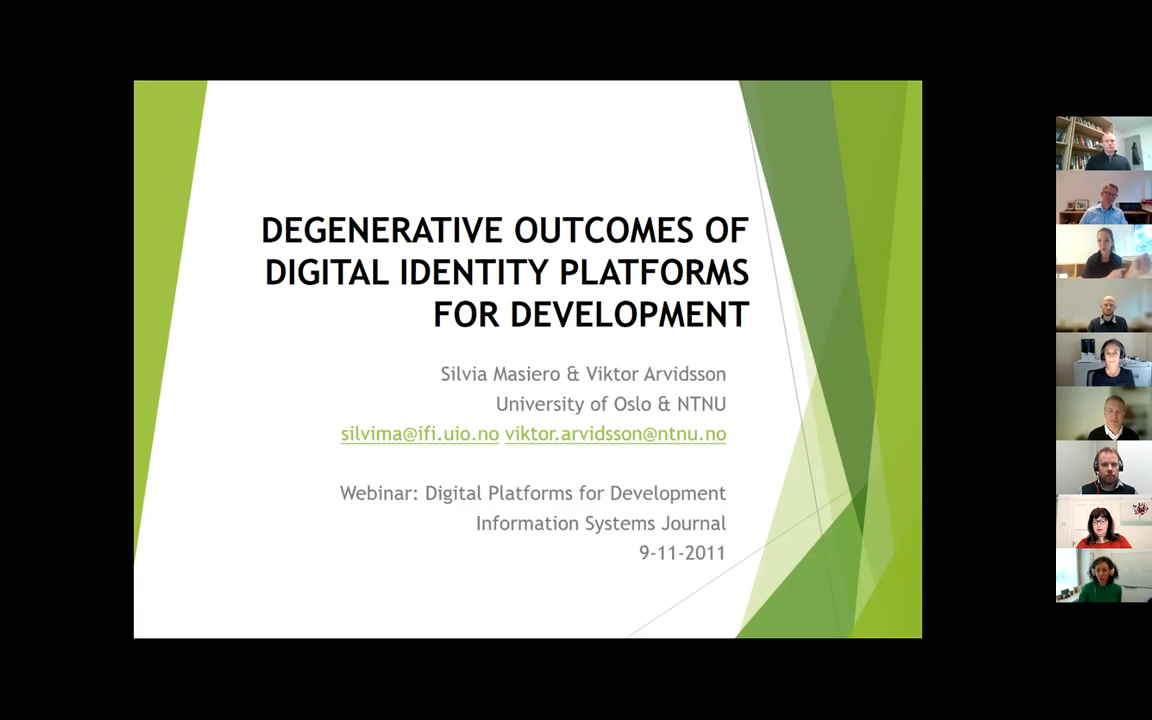 DEGENERATIVE OUTCOMES OF
DIGITAL IDENTITY PLATFORMS
FOR DEVELOPMENT
Silvia Masiero & Viktor Arvidsson
University of Oslo & NTNU
silvima@ifi.uio.no viktor.arvidsson@ntnu.no
Webinar: Digital Platforms for Development
Information Systems Journal
9-11-2011